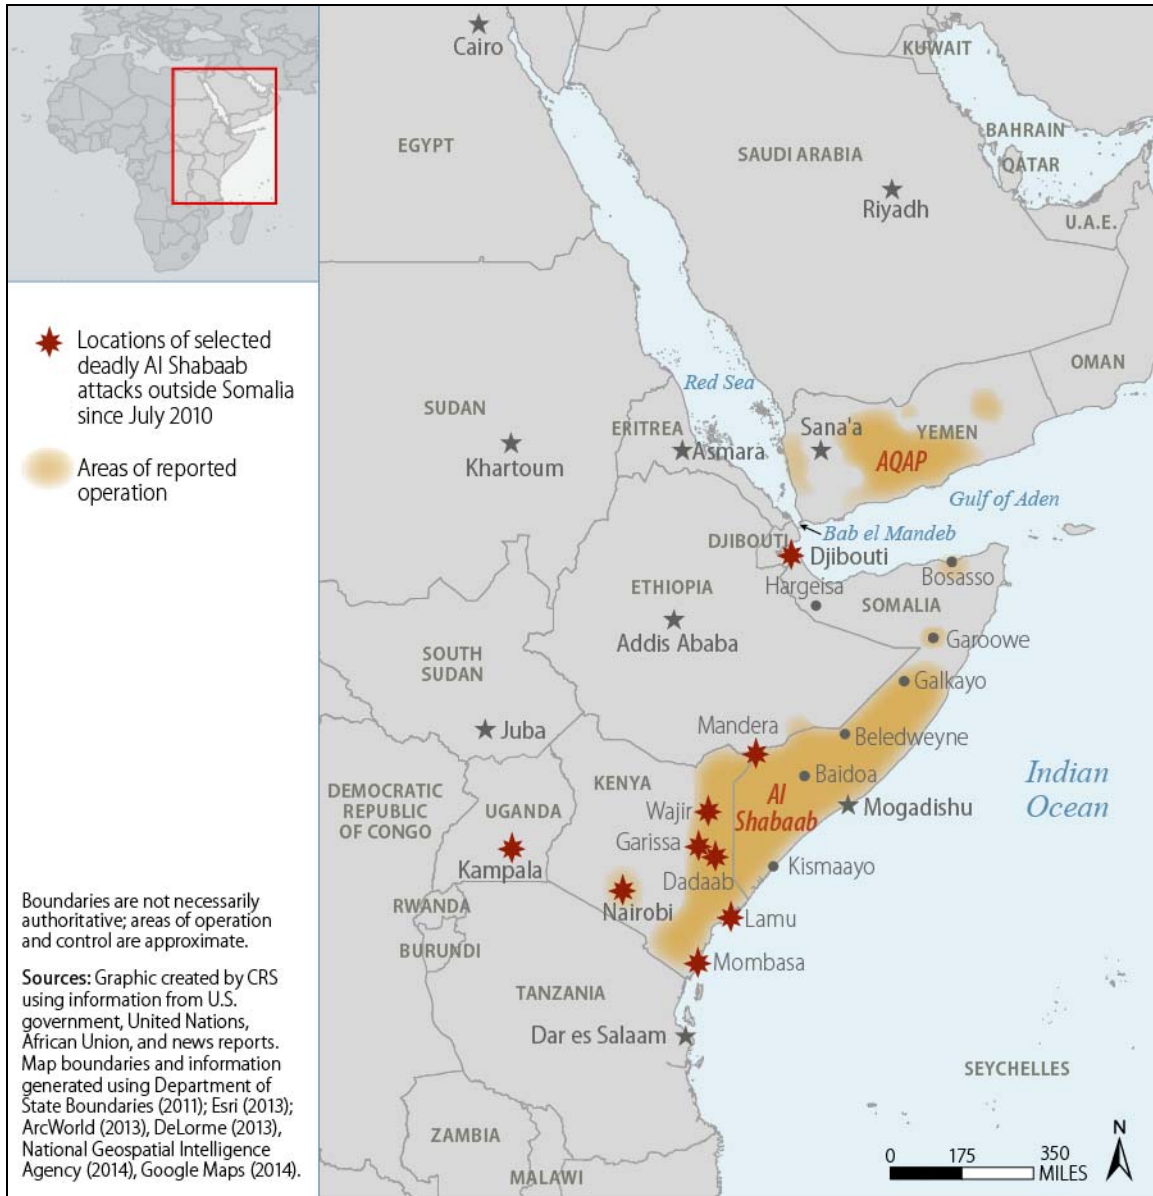 Cairo
KUWAIT
EGYPT
BAHRAIN
SAUDI ARABIA
QATAR
Riyadh
U.A.E.
Locations of selected
deadly Al Shabaab
attacks outside Somalia
since July 2010
Areas of reported
operation
OMAN
Red Sea
SUDAN
ERITREA
Sana'a
YEMEN
Khartoum
Asmara
AQAP
Gulf of Aden
Bab el Mandeb
DJIBOUTI
Djibouti
Bosasso
ETHIOPIA
Hargeisa
SOMALIA
Addis Ababa
Garoowe
SOUTH
SUDAN
Galkayo
Juba
Mandera
Beledweyne
Baidoa
Indian
Ocean
DEMOCRATIC
REPUBLIC
OF CONGO
KENYA
UGANDA
Wajir
Al
Shabaab
Mogadishu
Garissa
Kampala
Dadaab
Kismaayo
Nairobi
Lamu
RWANDA
BURUNDI
Mombasa
TANZANIA
Dar es Salaam
SEYCHELLES
ZAMBIA
MALAWI
Boundaries are not necessarily
authoritative; areas of operation
and control are approximate.
Sources: Graphic created by CRS
using information from U.S.
government, United Nations,
African Union, and news reports.
Map boundaries and information
generated using Department of
State Boundaries (2011); Esri (2013);
ArcWorld (2013), DeLorme (2013),
National Geospatial Intelligence
Agency (2014), Google Maps (2014).
N
0 175 350
MILES